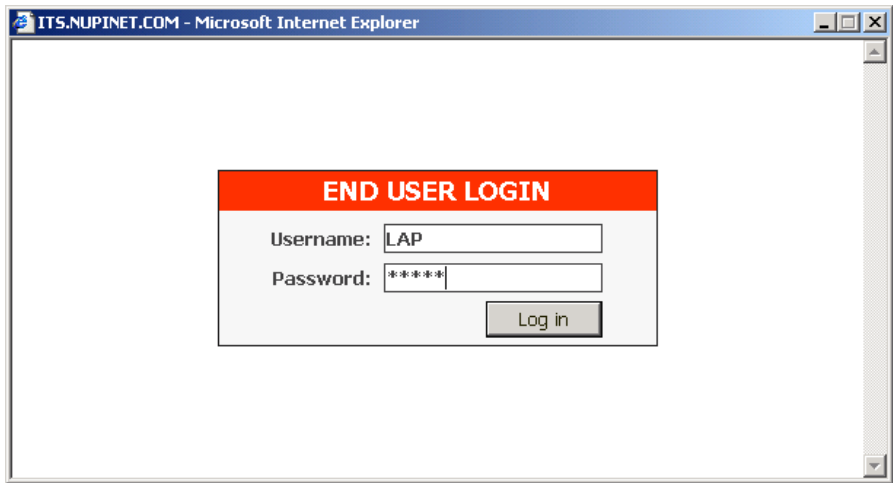 ITS.NUPINET.COM - Microsoft Internet Explorer
END USER LOGIN
Username: LAP
Password: *****
Log in